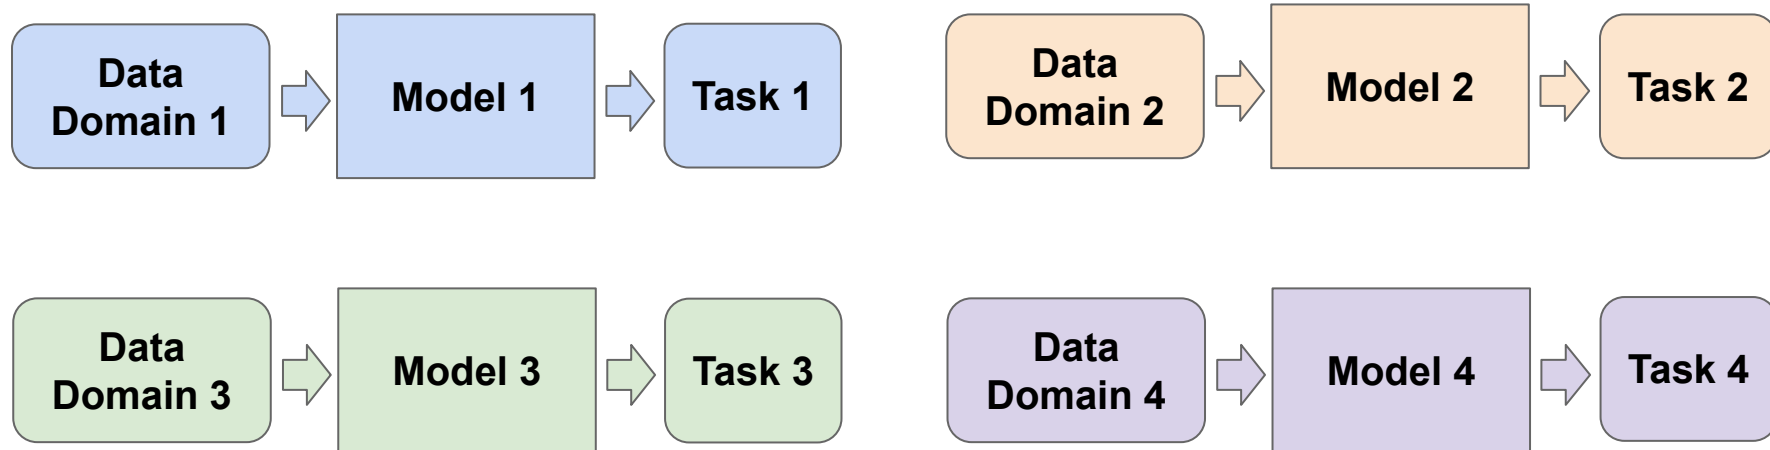 Data
Domain 1
Model 1
Task 1
Data
Domain 2
Model 2
Task 2
Data
Domain 3
Model 3
Task 3
Data
Domain 4
Model 4
Task 4